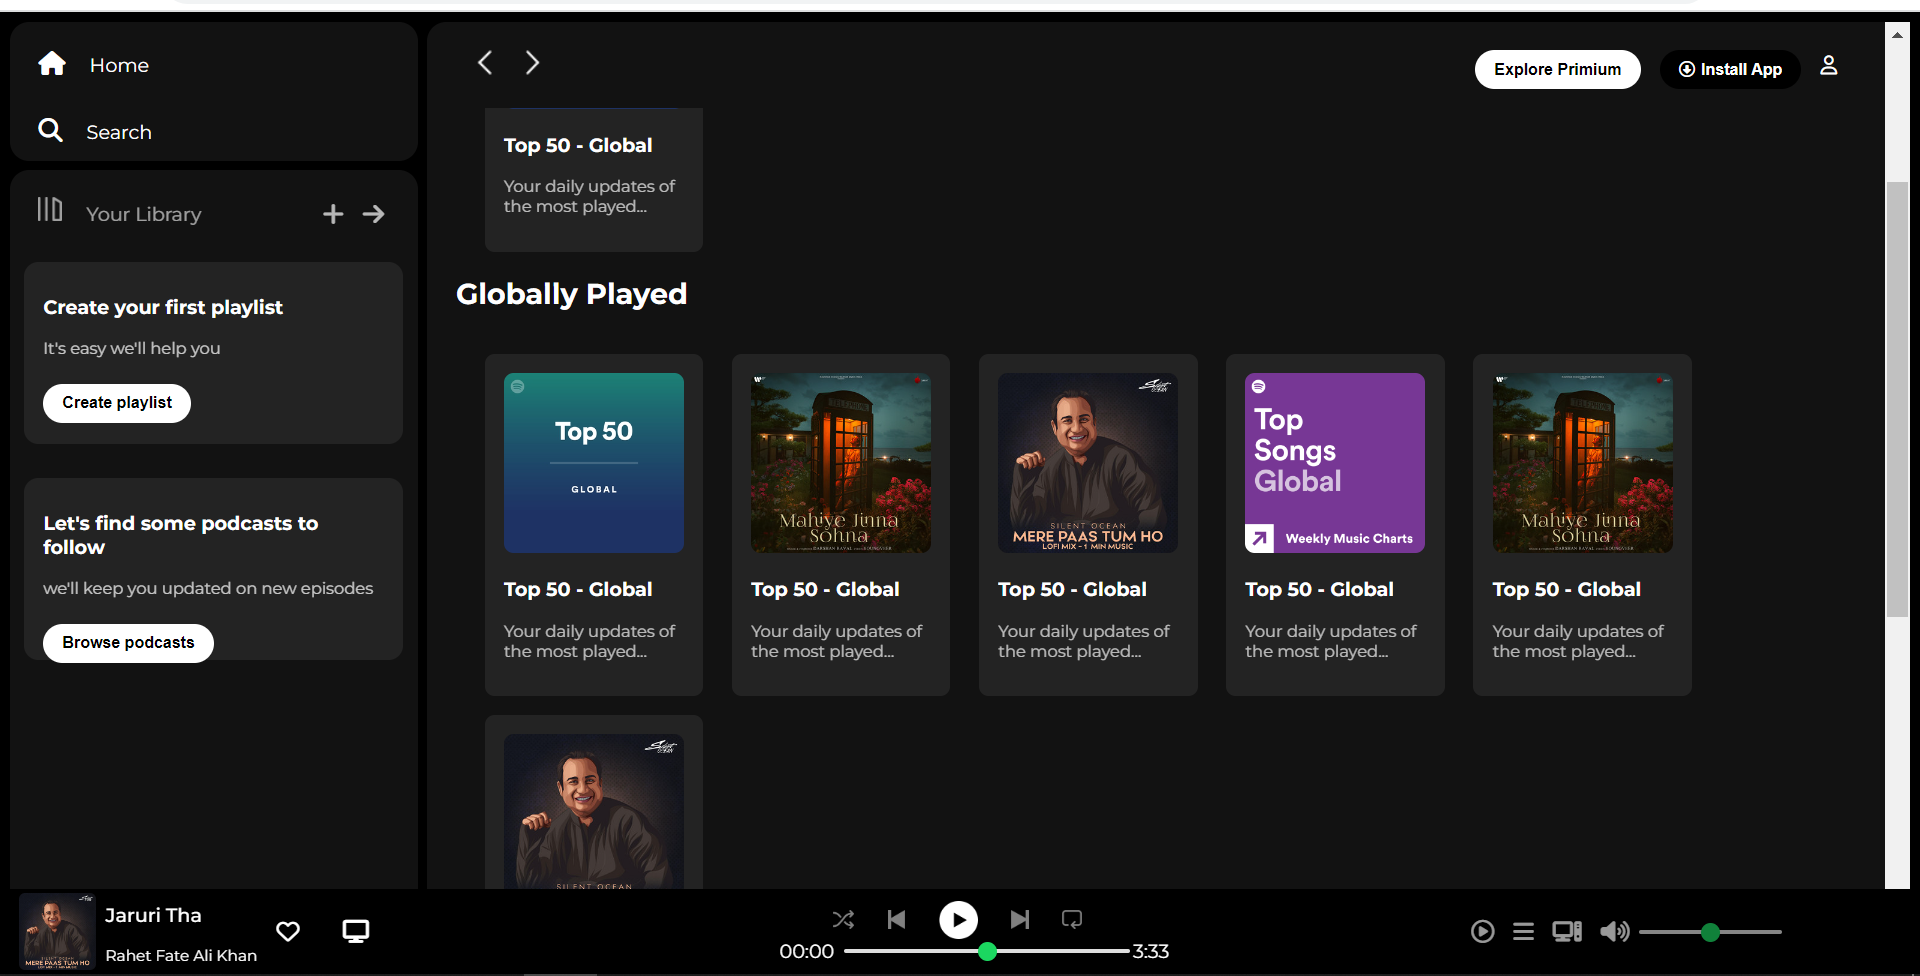 Home
Search
Your Library
Create your first playlist
It's easy we'll help you
Create playlist
Let's find some podcasts to
follow
we'll keep you updated on new episodes
Browse podcasts
Explore Primium
Install App
Top 50 - Global
Your daily updates of
the most played...
Globally Played
Top 50
GLOBAL
Top 50 - Global
Your daily updates of
the most played...
Mahiye Jinna
Sohna
Top 50 - Global
Your daily updates of
the most played...
SILENT OCEAN
MERE PAAS TUM HO
LOFI MIX - 1 MIN MUSIC
Top 50 - Global
Your daily updates of
the most played...
Top
Songs
Global
Weekly Music Charts
Top 50 - Global
Your daily updates of
the most played...
Mahiye Jinna
Sohna
Top 50 - Global
Your daily updates of
the most played...
SILENT OCEAN
MERE PAAS TUM HO
Jaruri Tha
Rahet Fate Ali Khan
00:00
3:33